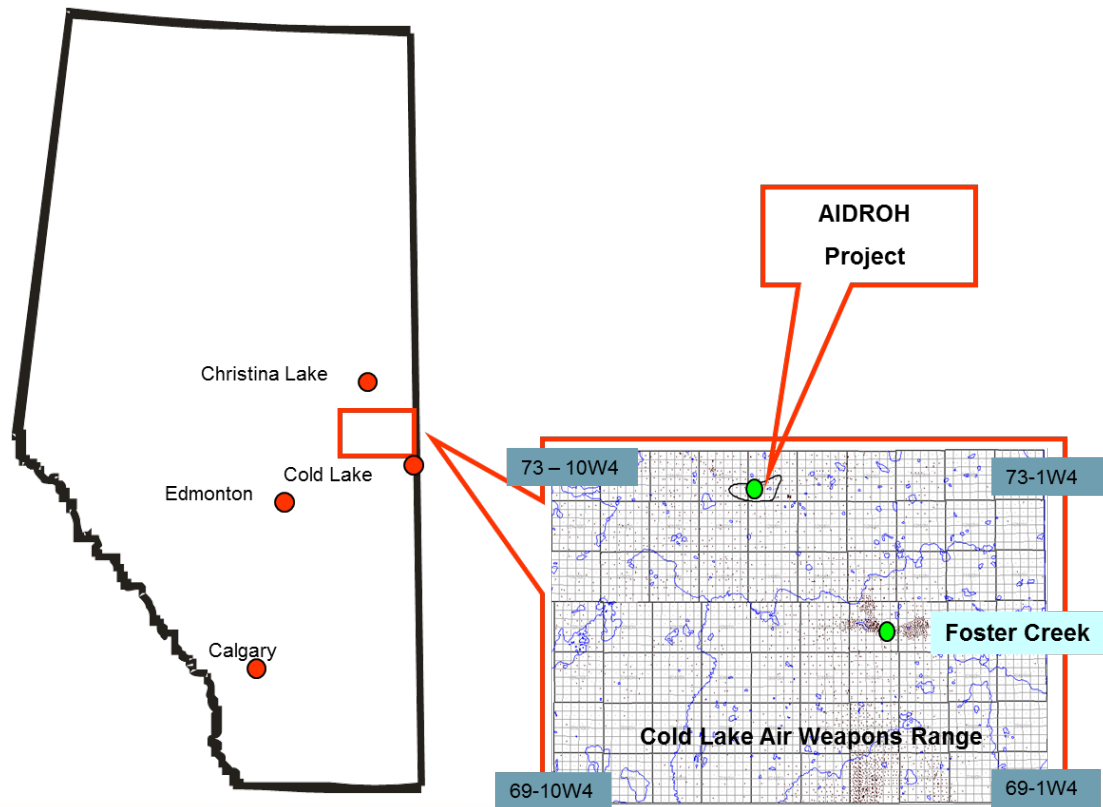 AIDROH
Project
Christina Lake
Cold Lake
Edmonton
Calgary
73 – 10W4
73-1W4
Foster Creek
Cold Lake Air Weapons Range
69-10W4
69-1W4